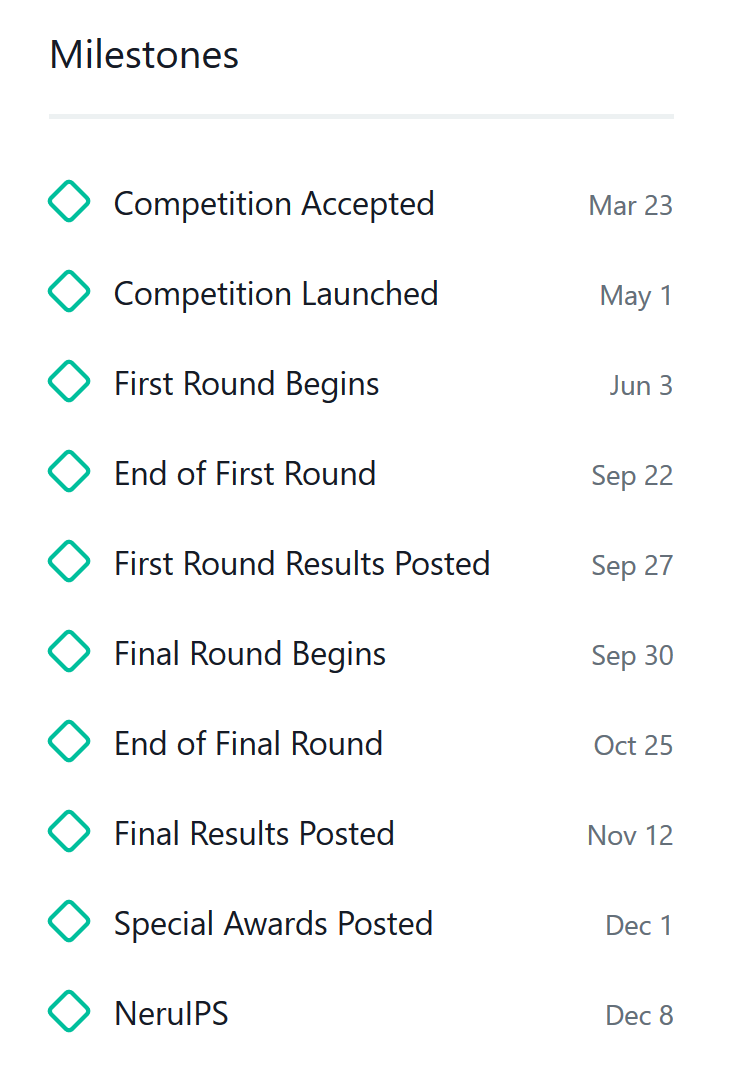 Milestones
Competition Accepted Mar 23
Competition Launched May 1
First Round Begins Jun 3
End of First Round Sep 22
First Round Results Posted Sep 27
Final Round Begins Sep 30
End of Final Round Oct 25
Final Results Posted Nov 12
Special Awards Posted Dec 1
NeruIPS Dec 8